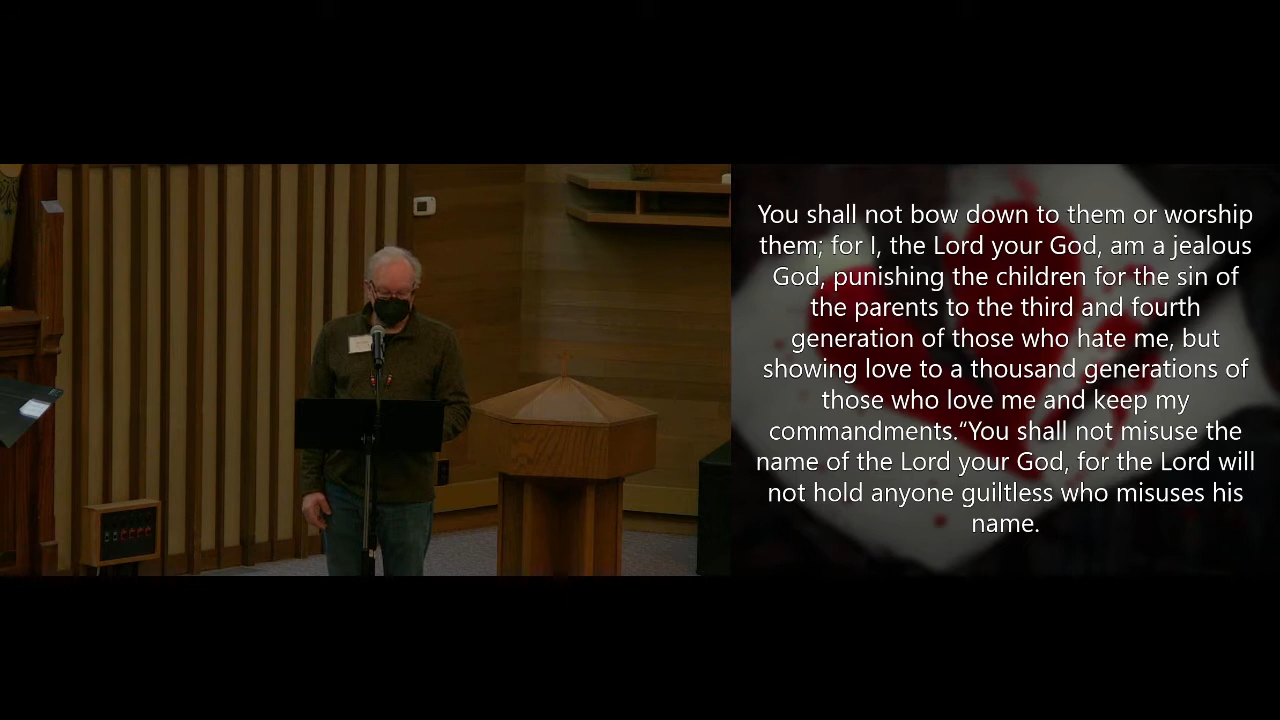 You shall not bow down to them or worship
them; for I, the Lord your God, am a jealous
God, punishing the children for the sin of
the parents to the third and fourth
generation of those who hate me, but
showing love to a thousand generations of
those who love me and keep my
commandments.“You shall not misuse the
name of the Lord your God, for the Lord will
not hold anyone guiltless who misuses his
name.